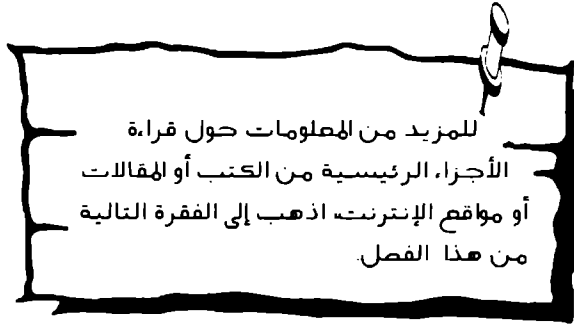 للمزيد من المعلومات حول قراءة
الأجزاء الرئيسية من الكتب أو المقالات
أو مواقع الإنترنت، اذهب إلى الفقرة التالية
من هذا الفصل.